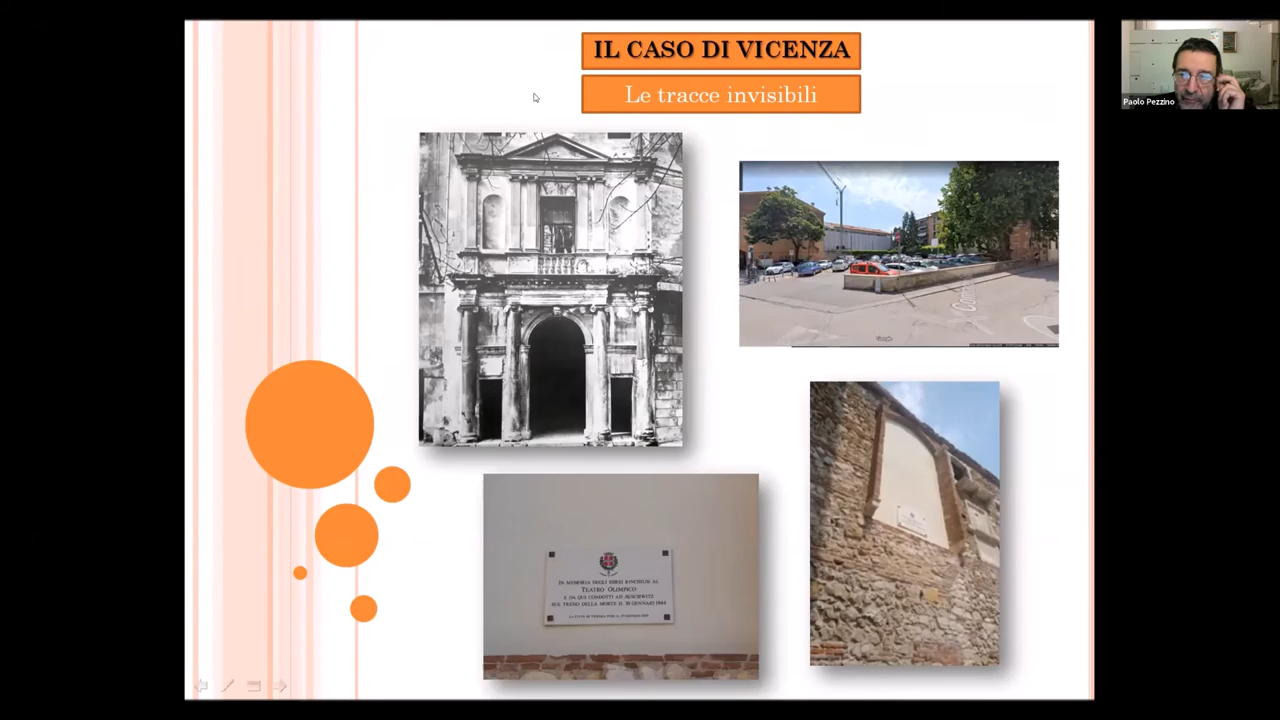 IL CASO DI VICENZA
Le tracce invisibili
Paolo Pezzino
Google
IN MEMORIA DEGLI EBREI RINCHIUSI AL
TEATRO OLIMPICO
E DA QUI CONDOTTI AD AUSCHWITZ
SUL TRENO DELLA MORTE IL 30 GENNAIO 1944